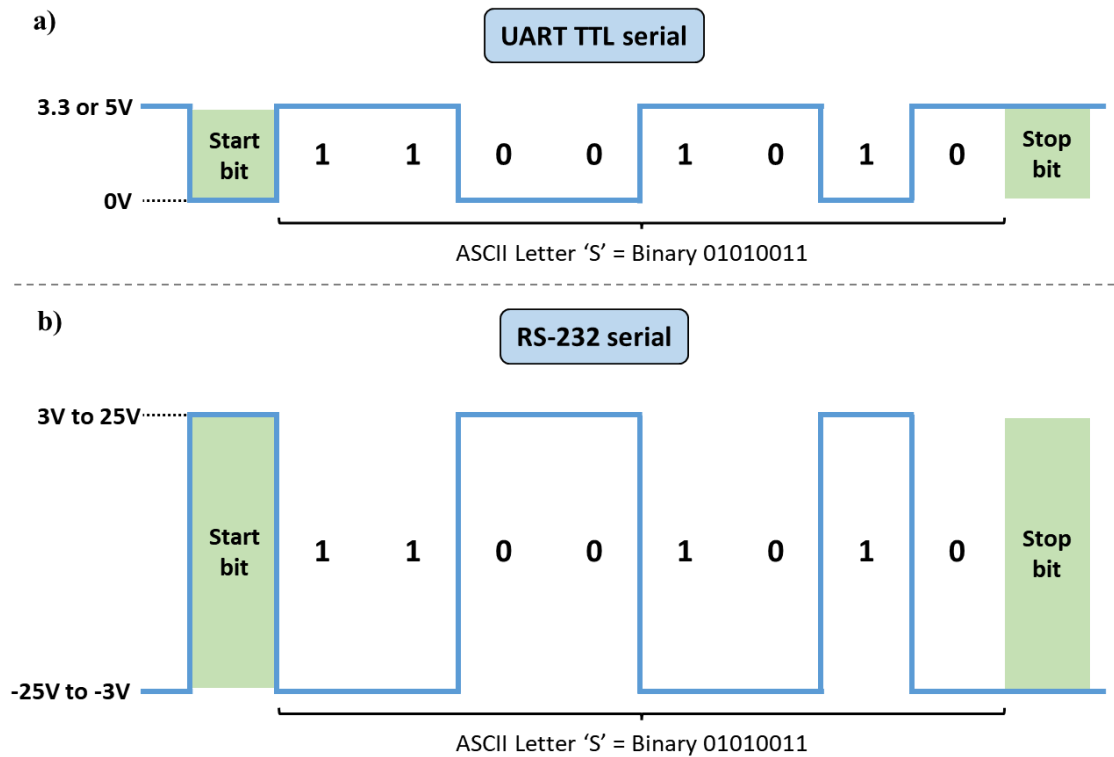 a)
UART TTL serial
3.3 or 5V
Start
bit
1 1 0 0 1 0 1 0
Stop
bit
0V
ASCII Letter ‘S’ = Binary 01010011
b)
RS-232 serial
3V to 25V
Start
bit
1 1 0 0 1 0 1 0
Stop
bit
-25V to -3V
ASCII Letter ‘S’ = Binary 01010011